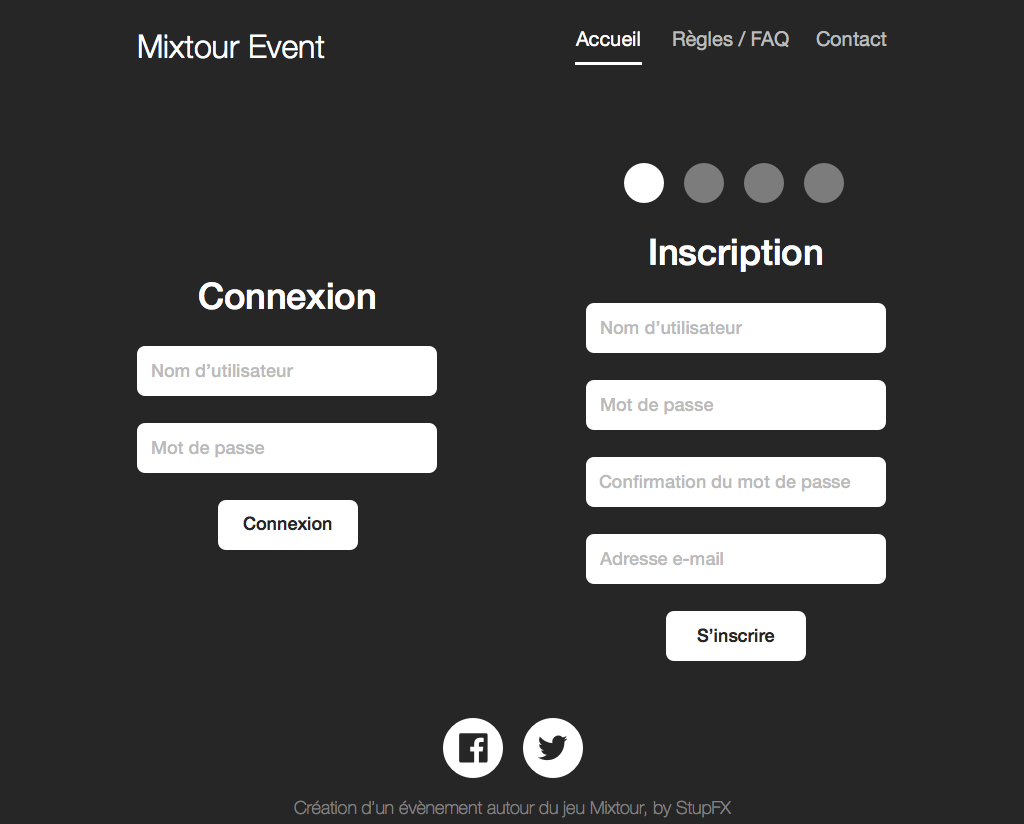 Mixtour Event
Accueil Règles / FAQ Contact
Connexion
Nom d’utilisateur
Mot de passe
Connexion
Inscription
Nom d’utilisateur
Mot de passe
Confirmation du mot de passe
Adresse e-mail
S’inscrire
Création d'un évènement autour du jeu Mixtour, by StupFX